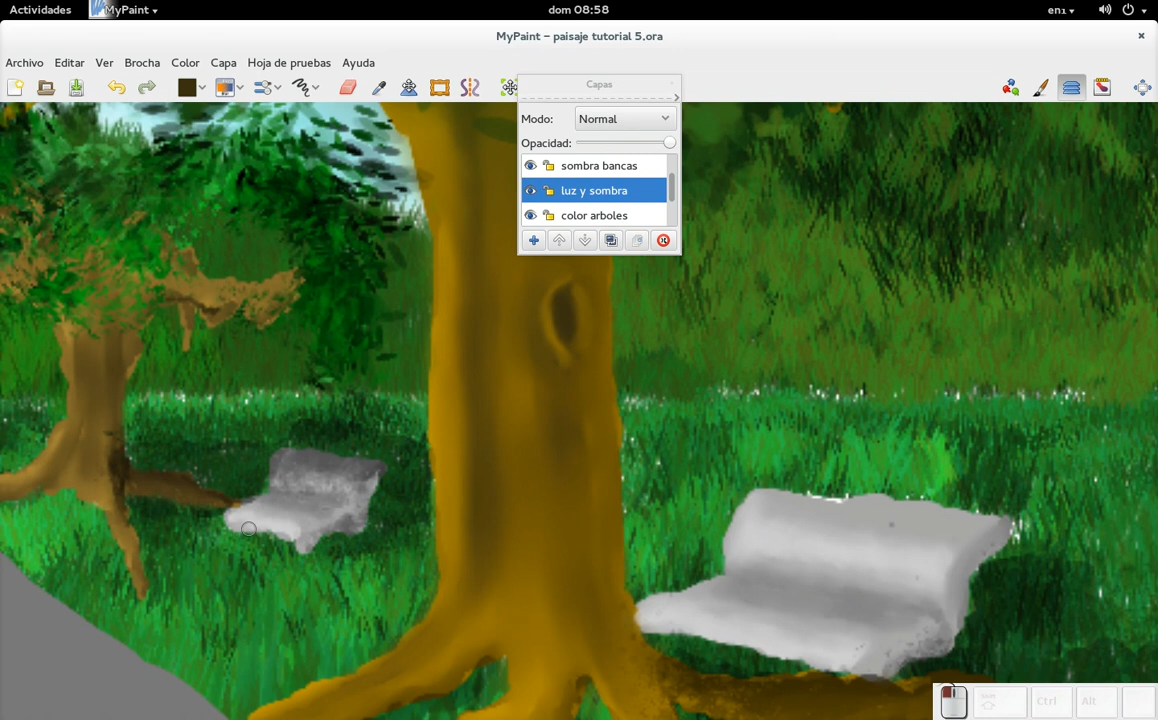 Actividades MyPaint dom 08:58 en1
MyPaint – paisaje tutorial 5.ora
Archivo Editar Ver Brocha Color Capa Hoja de pruebas Ayuda
Capas
Modo: Normal
Opacidad:
sombra bancas
luz y sombra
color arboles
Shift Ctrl Alt